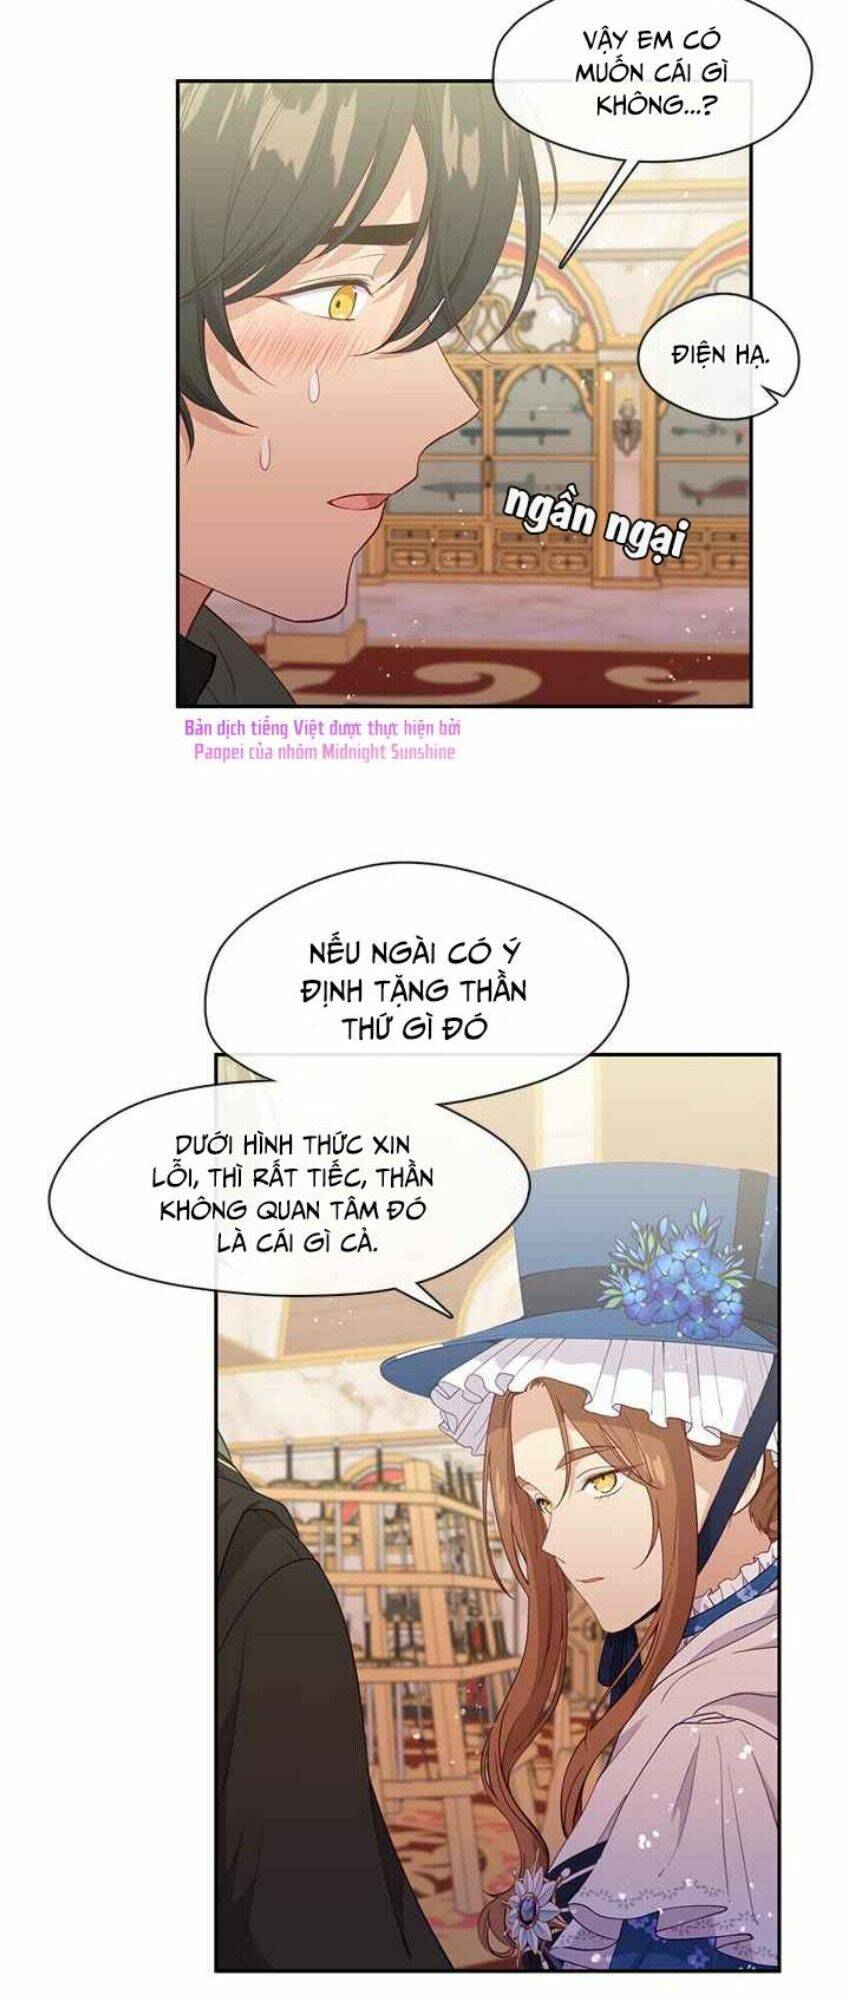 VẬY EM CÓ
MUỐN CÁI GÌ
KHÔNG...?
ĐIỆN HẠ.
ngần ngại
Bản dịch tiếng Việt được thực hiện bởi
Paopei của nhóm Midnight Sunshine
NẾU NGÀI CÓ Ý
ĐỊNH TẶNG THẦN
THỨ GÌ ĐÓ
DƯỚI HÌNH THỨC XIN
LỖI, THÌ RẤT TIẾC, THẦN
KHÔNG QUAN TÂM ĐÓ
LÀ CÁI GÌ CẢ.